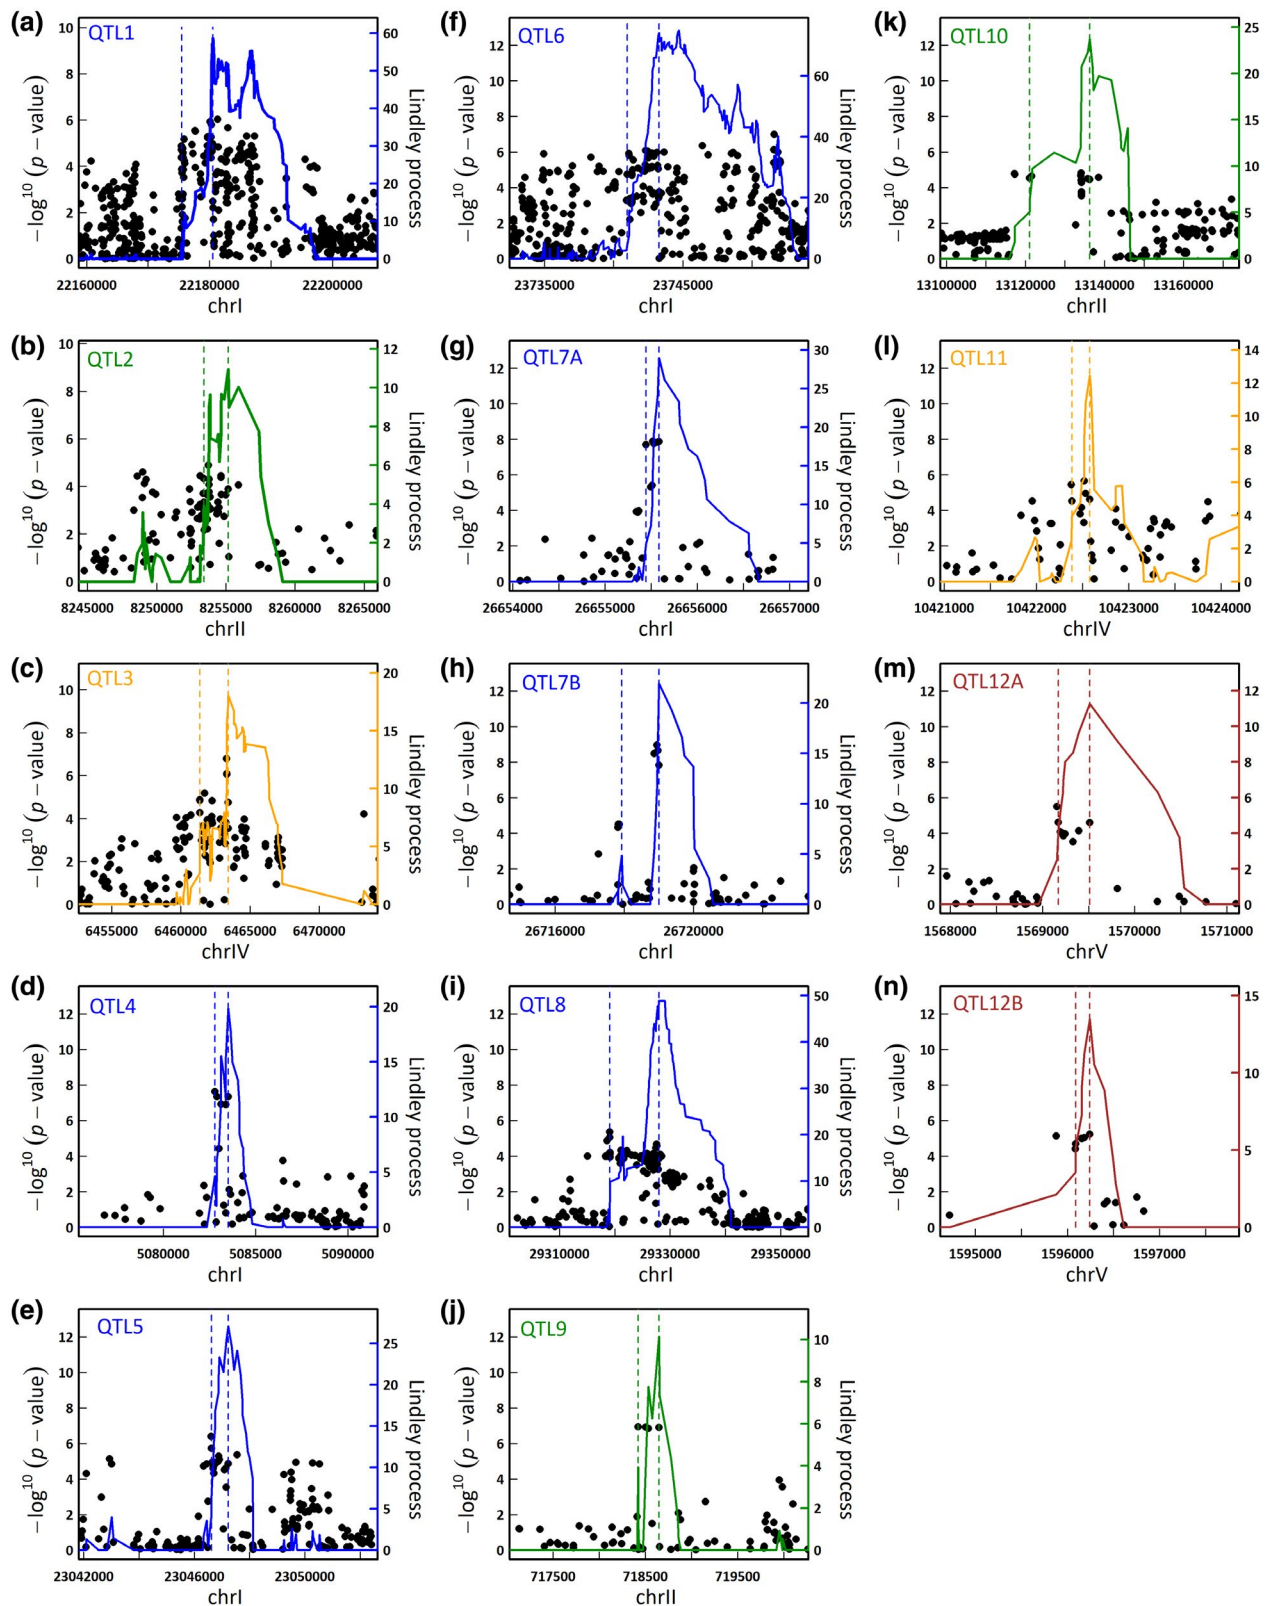 (a)
QTL1
10
8
6
4
2
0
60
50
40
30
20
10
0
−log10 (p − value)
Lindley process
22160000 22180000 22200000
chrI
(b)
QTL2
10
8
6
4
2
0
12
10
8
6
4
2
0
−log10 (p − value)
Lindley process
8245000 8250000 8255000 8260000 8265000
chrII
(c)
QTL3
10
8
6
4
2
0
20
15
10
5
0
−log10 (p − value)
Lindley process
6455000 6460000 6465000 6470000
chrIV
(d)
QTL4
12
10
8
6
4
2
0
20
15
10
5
0
−log10 (p − value)
Lindley process
5080000 5085000 5090000
chrI
(e)
QTL5
12
10
8
6
4
2
0
25
20
15
10
5
0
−log10 (p − value)
Lindley process
23042000 23046000 23050000
chrI
(f)
QTL6
12
10
8
6
4
2
0
60
40
20
0
−log10 (p − value)
Lindley process
23735000 23745000
chrI
(g)
QTL7A
12
10
8
6
4
2
0
30
25
20
15
10
5
0
−log10 (p − value)
Lindley process
26654000 26655000 26656000 26657000
chrI
(h)
QTL7B
12
10
8
6
4
2
0
20
15
10
5
0
−log10 (p − value)
Lindley process
26716000 26720000
chrI
(i)
QTL8
12
10
8
6
4
2
0
50
40
30
20
10
0
−log10 (p − value)
Lindley process
29310000 29330000 29350000
chrI
(j)
QTL9
12
10
8
6
4
2
0
10
8
6
4
2
0
−log10 (p − value)
Lindley process
717500 718500 719500
chrII
(k)
QTL10
12
10
8
6
4
2
0
25
20
15
10
5
0
−log10 (p − value)
Lindley process
13100000 13120000 13140000 13160000
chrII
(l)
QTL11
12
10
8
6
4
2
0
14
12
10
8
6
4
2
0
−log10 (p − value)
Lindley process
10421000 10422000 10423000 10424000
chrIV
(m)
QTL12A
12
10
8
6
4
2
0
12
10
8
6
4
2
0
−log10 (p − value)
Lindley process
1568000 1569000 1570000 1571000
chrV
(n)
QTL12B
12
10
8
6
4
2
0
15
10
5
0
−log10 (p − value)
Lindley process
1595000 1596000 1597000
chrV